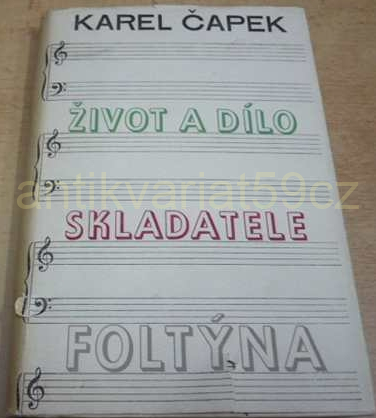 KAREL ČAPEK
ŽIVOT A DÍLO
antikvariat59cz
SKLADATELE
FOLTÝNA